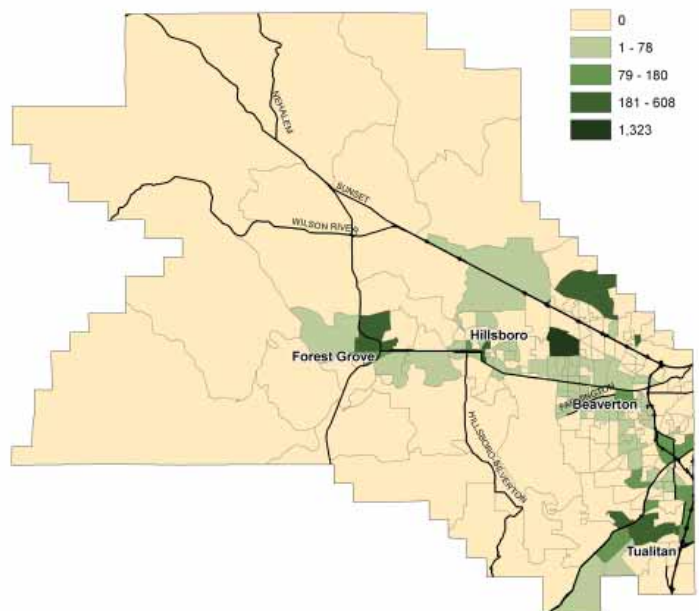 0
1 - 78
79 - 180
181 - 608
1,323
NEHALEM
SUNSET
WILSON RIVER
Hillsboro
Forest Grove
FARMINGTON
Beaverton
HILLSBORO-SILVERTON
Tualitan